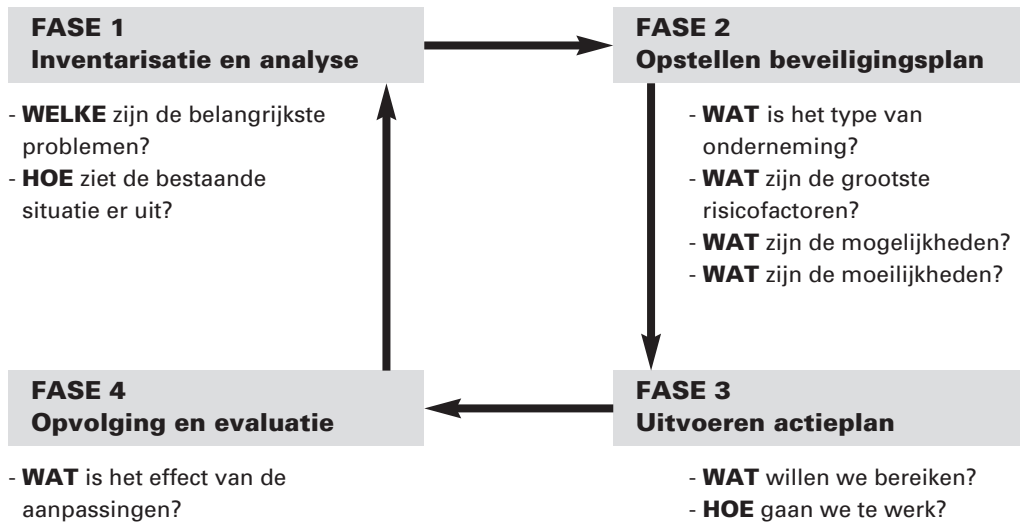 FASE 1
Inventarisatie en analyse
- WELKE zijn de belangrijkste
problemen?
- HOE ziet de bestaande
situatie er uit?
FASE 2
Opstellen beveiligingsplan
- WAT is het type van
onderneming?
- WAT zijn de grootste
risicofactoren?
- WAT zijn de mogelijkheden?
- WAT zijn de moeilijkheden?
FASE 3
Uitvoeren actieplan
- WAT willen we bereiken?
- HOE gaan we te werk?
FASE 4
Opvolging en evaluatie
- WAT is het effect van de
aanpassingen?